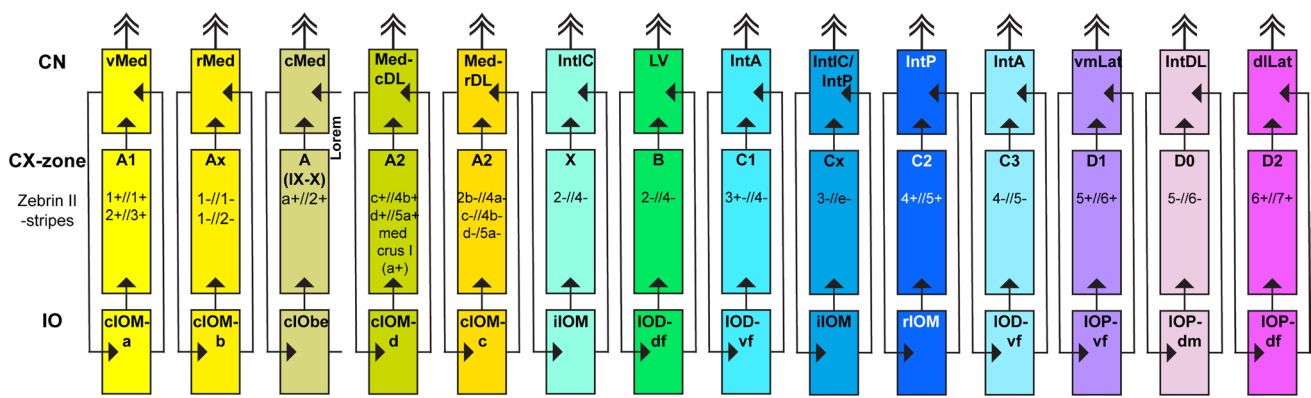 CN
vMed
rMed
cMed
Med-
cDL
Med-
rDL
IntIC
LV
IntA
IntIC/
IntP
IntP
IntA
vmLat
IntDL
dlLat
Lorem
CX-zone
A1
Ax
A
(IX-X)
A2
A2
X
B
C1
Cx
C2
C3
D1
D0
D2
Zebrin II
-stripes
1+//1+
2+//3+
1-//1-
1-//2-
a+//2+
c+//4b+
d+//5a+
med
crus I
(a+)
2b-//4a-
c-//4b-
d-/5a-
2-//4-
2-//4-
3+-//4-
3-//e-
4+//5+
4-//5-
5+//6+
5-//6-
6+//7+
IO
cIOM-
a
cIOM-
b
cIObe
cIOM-
d
cIOM-
c
iIOM
IOD-
df
IOD-
vf
iIOM
rIOM
IOD-
vf
IOP-
vf
IOP-
dm
IOP-
df